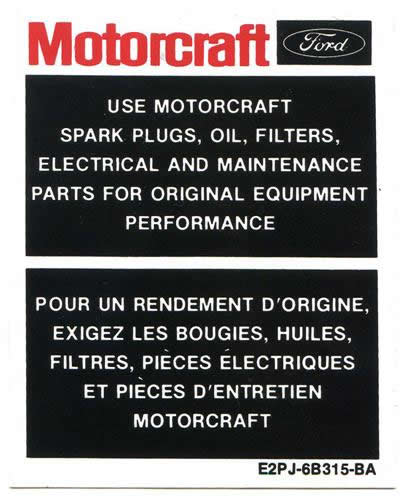 Motorcraft Ford
USE MOTORCRAFT
SPARK PLUGS, OIL, FILTERS,
ELECTRICAL AND MAINTENANCE
PARTS FOR ORIGINAL EQUIPMENT
PERFORMANCE
POUR UN RENDEMENT D'ORIGINE,
EXIGEZ LES BOUGIES, HUILES,
FILTRES, PIÈCES ÉLECTRIQUES
ET PIÈCES D'ENTRETIEN
MOTORCRAFT
E2PJ-6B315-BA